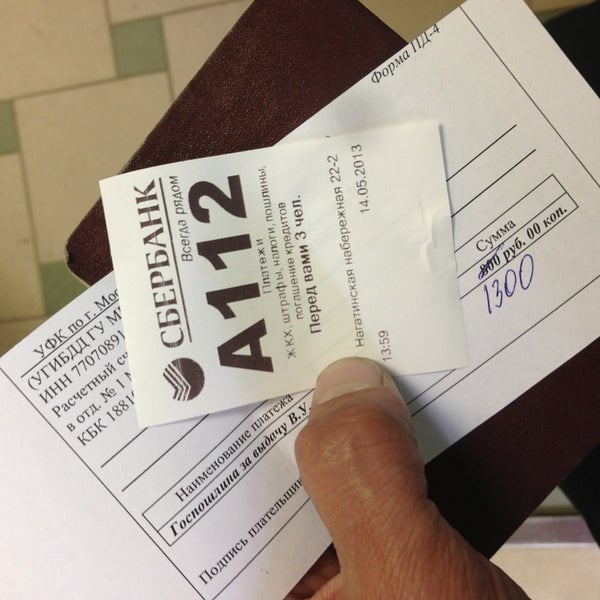 СБЕРБАНК
Всегда рядом
А112
Платежи
ЖКХ, штрафы, налоги, пошлины,
погашение кредитов
Перед вами 3 чел.
Нагатинская набережная 22-2
13:59 14.05.2013
Форма ПД-4
УФК по г. Мос
(УГИБДД ГУ М
ИНН 7707089
Расчетный с
в отд. № 1
КБК 1881
Наименование платежа
Сумма
Госпошлина за выдачу В.У.
800 руб. 00 коп.
1300
Подпись плательщик